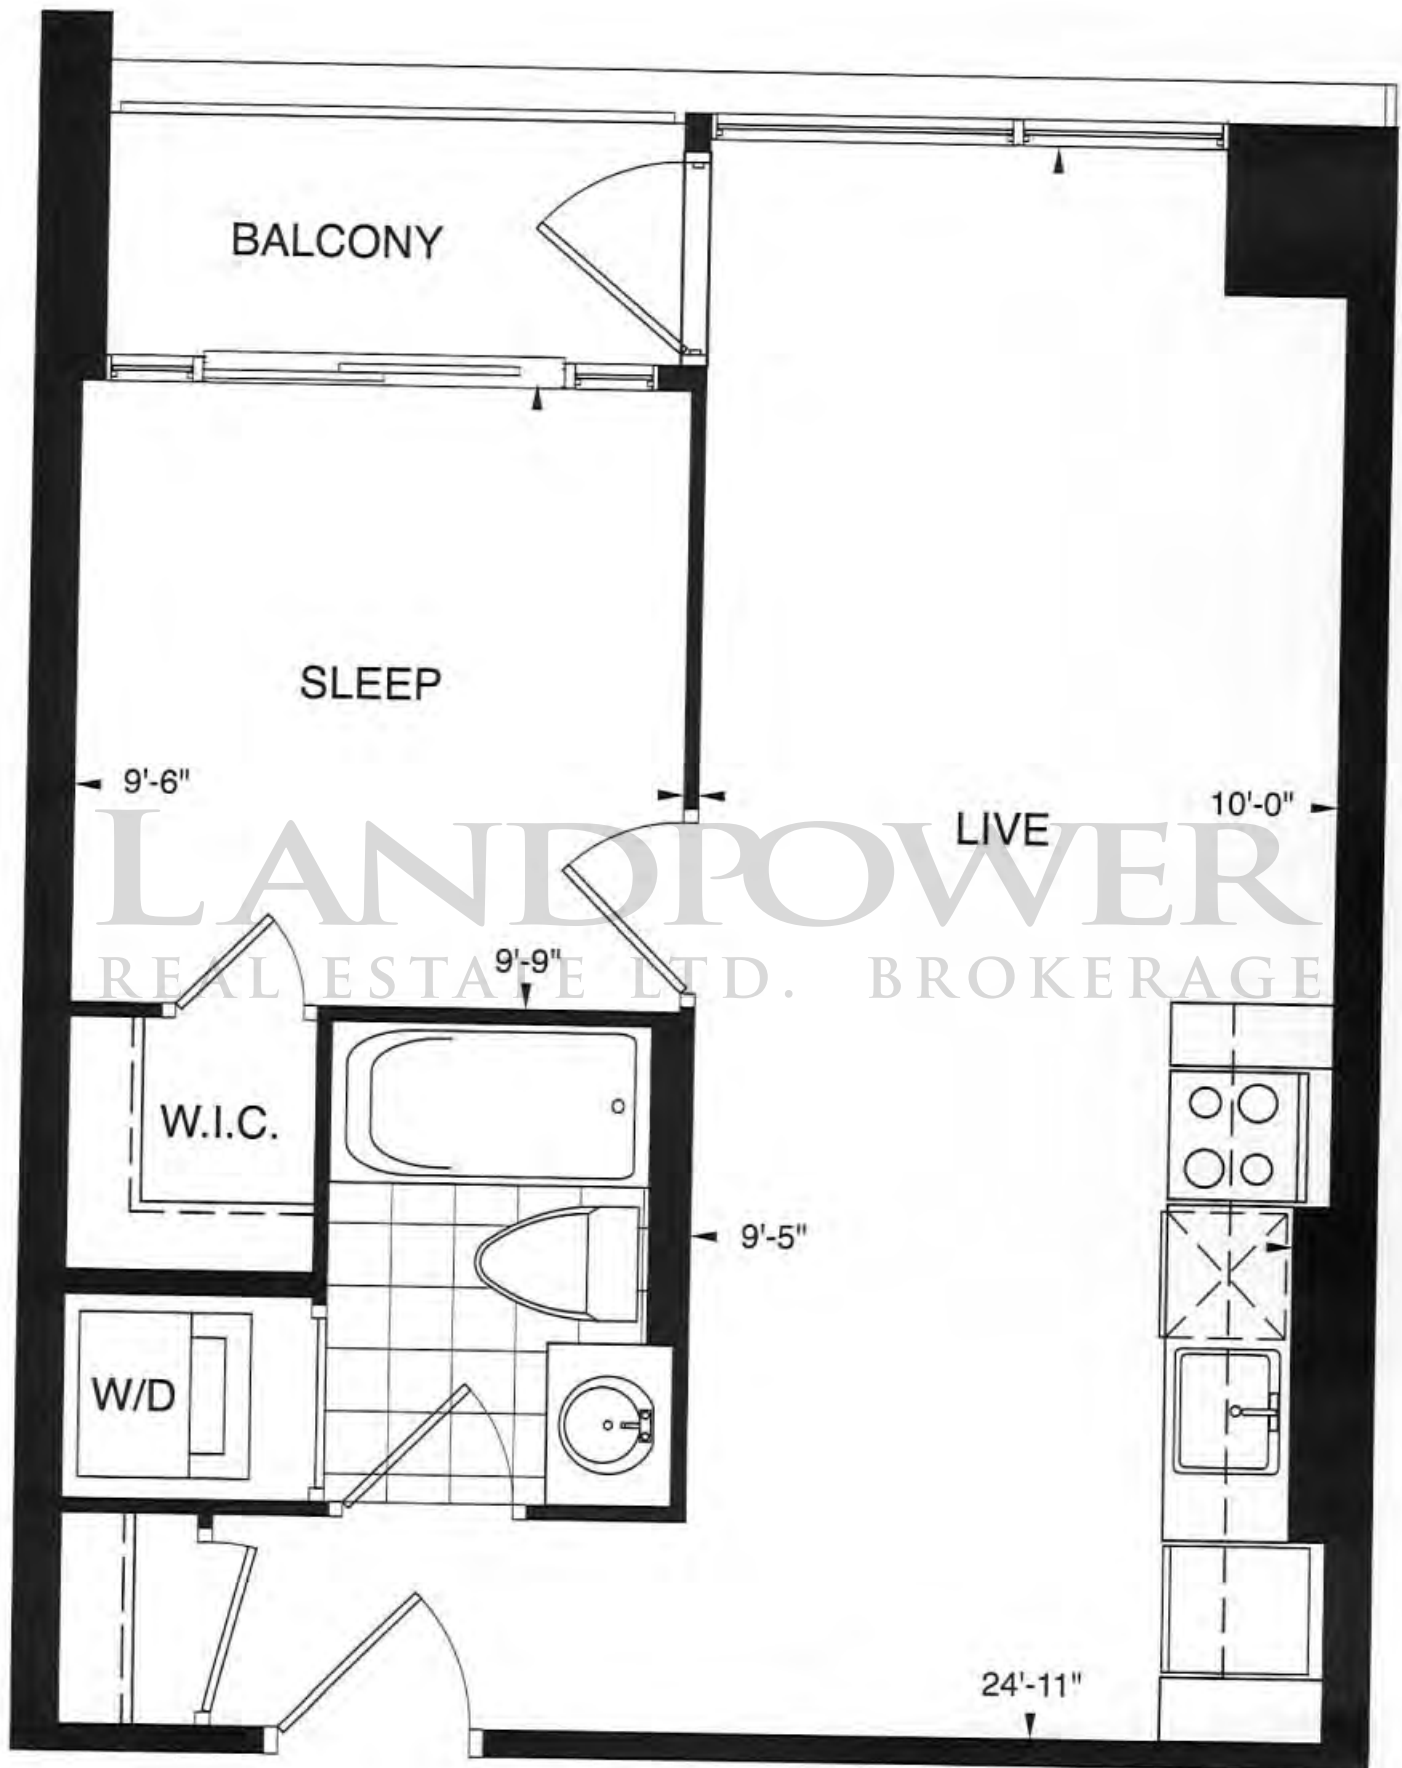 BALCONY
SLEEP
9'-6"
LIVE
10'-0"
LANDPOWER
9'-9"
REAL ESTATE LTD. BROKERAGE
W.I.C.
9'-5"
W/D
24'-11"